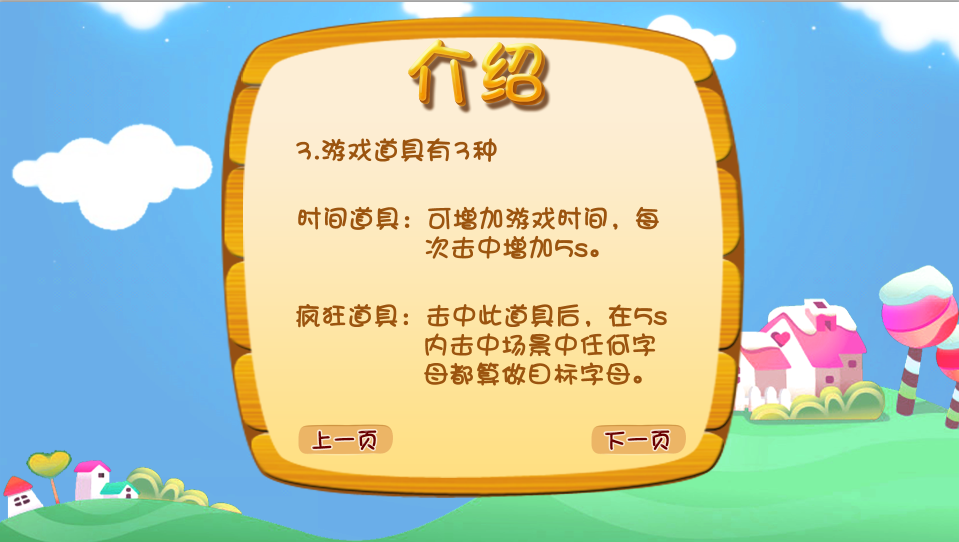 介绍
3.游戏道具有3种
时间道具：可增加游戏时间，每
次击中增加5s。
疯狂道具：击中此道具后，在5s
内击中场景中任何字
母都算做目标字母。
上一页
下一页